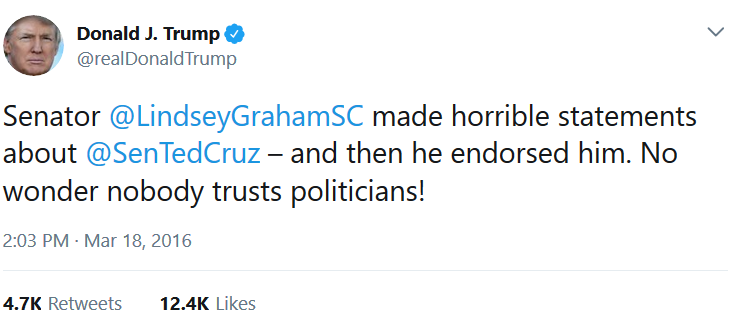 Donald J. Trump
@realDonaldTrump
Senator @LindseyGrahamSC made horrible statements
about @SenTedCruz – and then he endorsed him. No
wonder nobody trusts politicians!
2:03 PM · Mar 18, 2016
4.7K Retweets 12.4K Likes